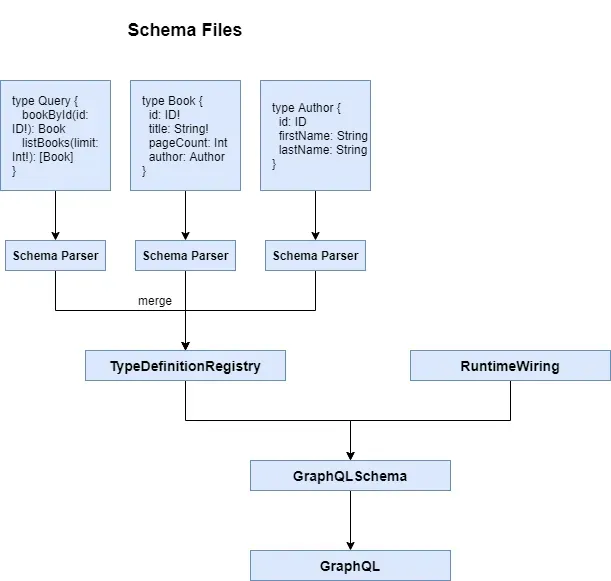 Schema Files
type Query {
bookById(id:
ID!): Book
listBooks(limit:
Int!): [Book]
}
type Book {
id: ID!
title: String!
pageCount: Int
author: Author
}
type Author {
id: ID
firstName: String
lastName: String
}
Schema Parser
Schema Parser
Schema Parser
merge
TypeDefinitionRegistry
RuntimeWiring
GraphQLSchema
GraphQL